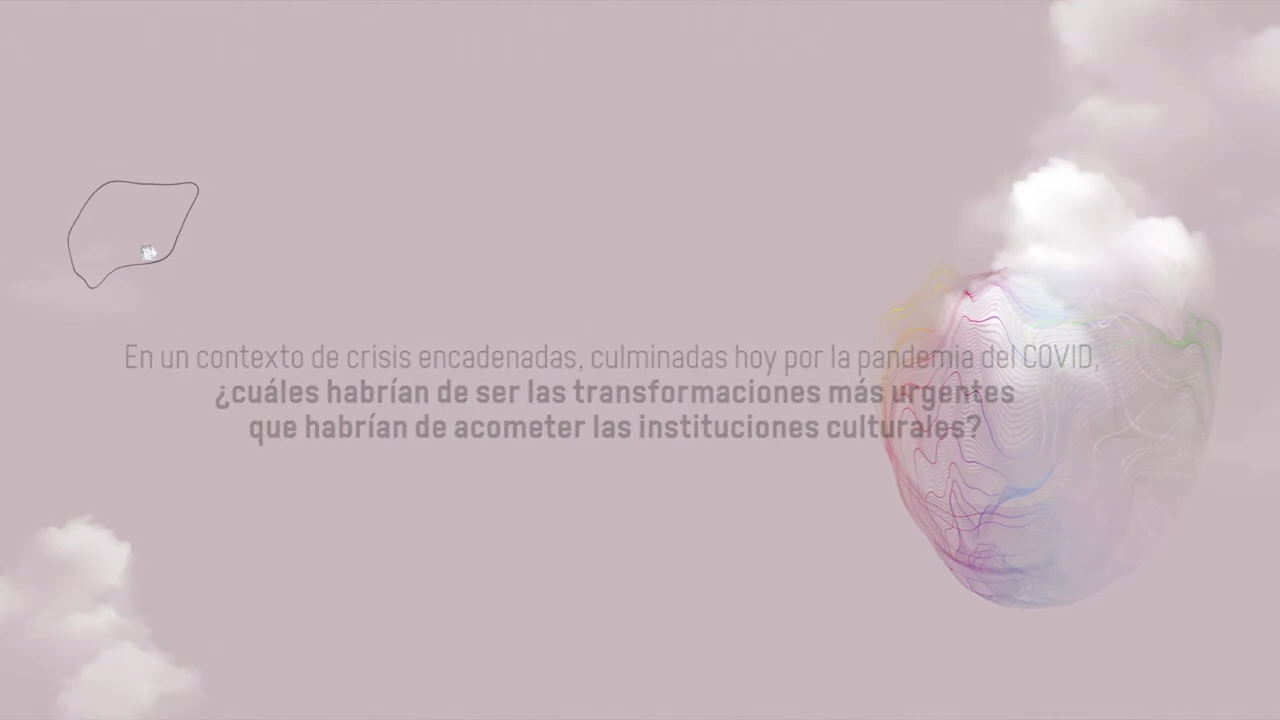 En un contexto de crisis encadenadas, culminadas hoy por la pandemia del COVID,
¿cuáles habrían de ser las transformaciones más urgentes
que habrían de acometer las instituciones culturales?